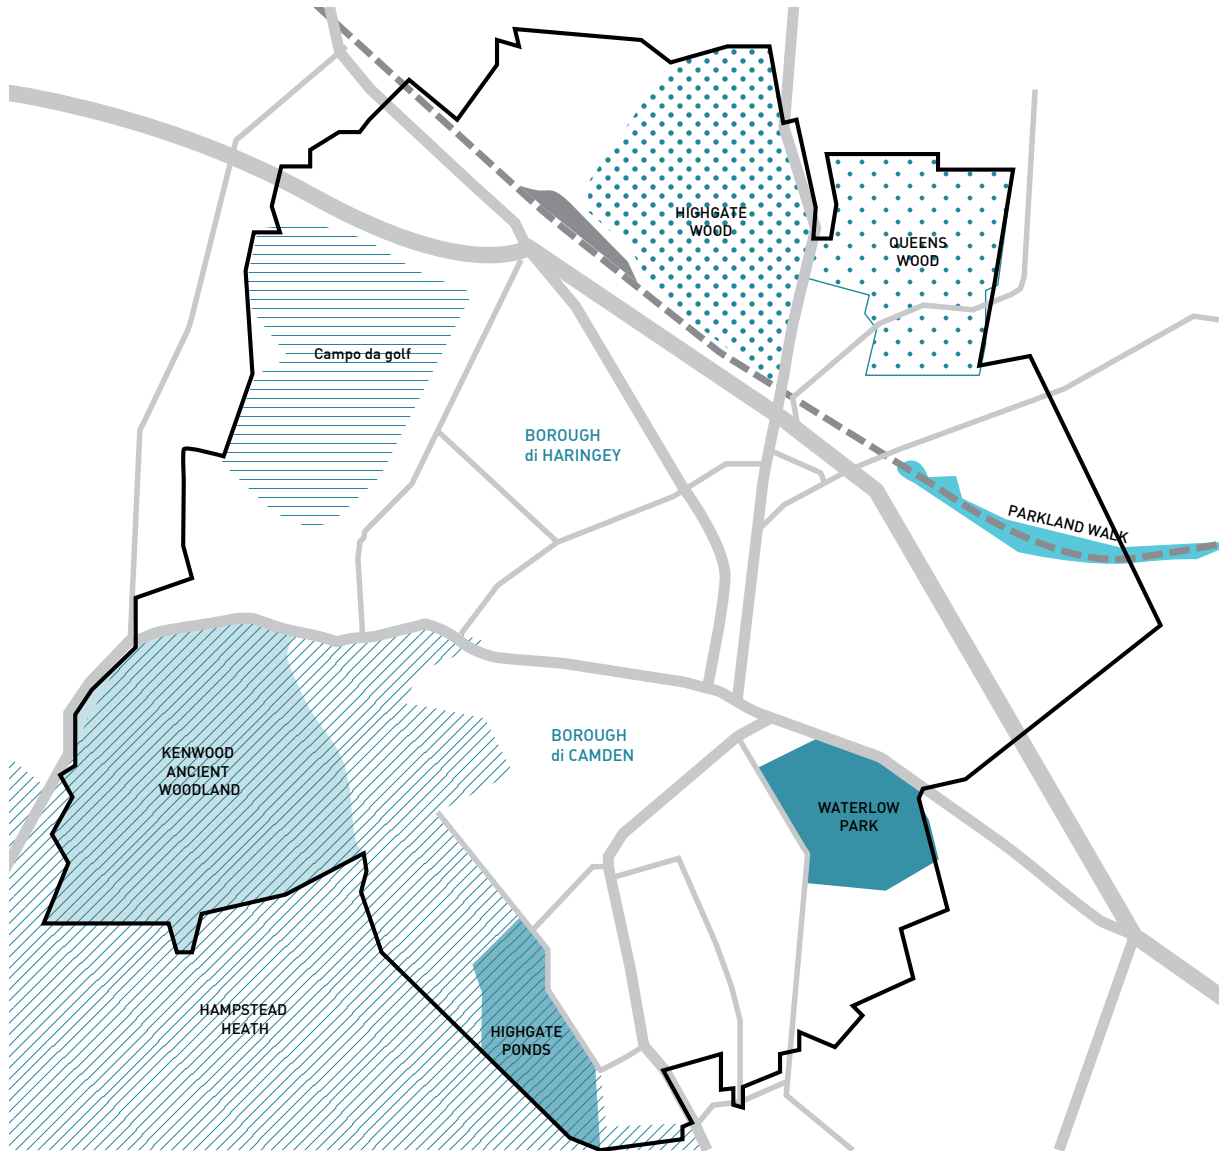 HIGHGATE
WOOD
QUEENS
WOOD
Campo da golf
BOROUGH
di HARINGEY
PARKLAND WALK
KENWOOD
ANCIENT
WOODLAND
BOROUGH
di CAMDEN
WATERLOW
PARK
HAMPSTEAD
HEATH
HIGHGATE
PONDS